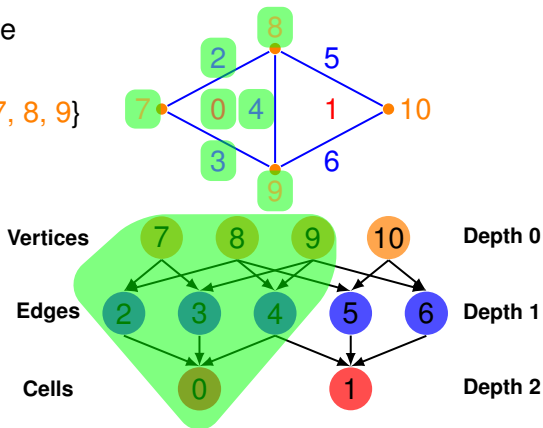 e
8
2 5
7, 8, 9}
7 0 4 1 10
3 6
9
Vertices 7 8 9 10 Depth 0
Edges 2 3 4 5 6 Depth 1
Cells 0 1 Depth 2